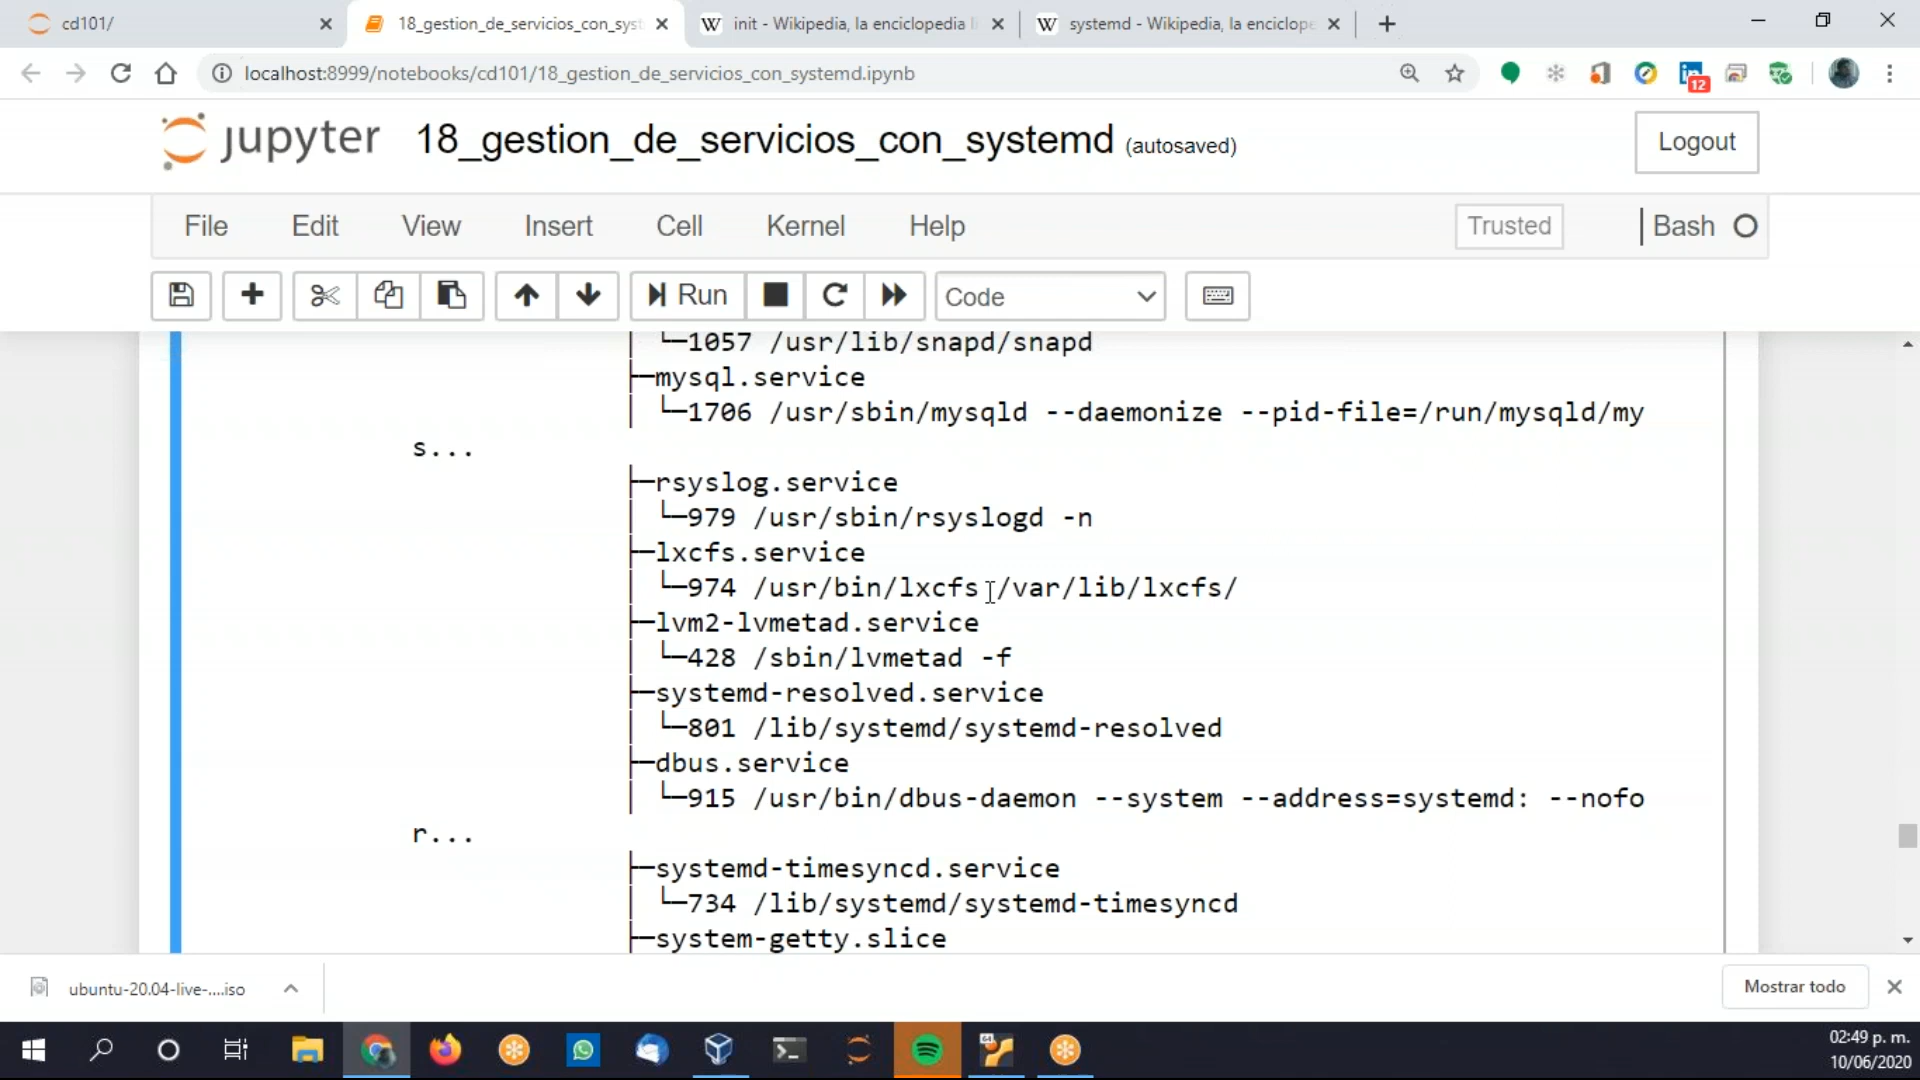 cd101/
18_gestion_de_servicios_con_syst
init - Wikipedia, la enciclopedia l
systemd - Wikipedia, la enciclope
localhost:8999/notebooks/cd101/18_gestion_de_servicios_con_systemd.ipynb
12
jupyter 18_gestion_de_servicios_con_systemd (autosaved)
Logout
File Edit View Insert Cell Kernel Help
Trusted
Bash
Run
Code
│ └─1057 /usr/lib/snapd/snapd
├─mysql.service
│ └─1706 /usr/sbin/mysqld --daemonize --pid-file=/run/mysqld/my
s...
├─rsyslog.service
│ └─979 /usr/sbin/rsyslogd -n
├─lxcfs.service
│ └─974 /usr/bin/lxcfs /var/lib/lxcfs/
├─lvm2-lvmetad.service
│ └─428 /sbin/lvmetad -f
├─systemd-resolved.service
│ └─801 /lib/systemd/systemd-resolved
├─dbus.service
│ └─915 /usr/bin/dbus-daemon --system --address=systemd: --nofo
r...
├─systemd-timesyncd.service
│ └─734 /lib/systemd/systemd-timesyncd
├─system-getty.slice
ubuntu-20.04-live-....iso
Mostrar todo
64
02:49 p. m.
10/06/2020